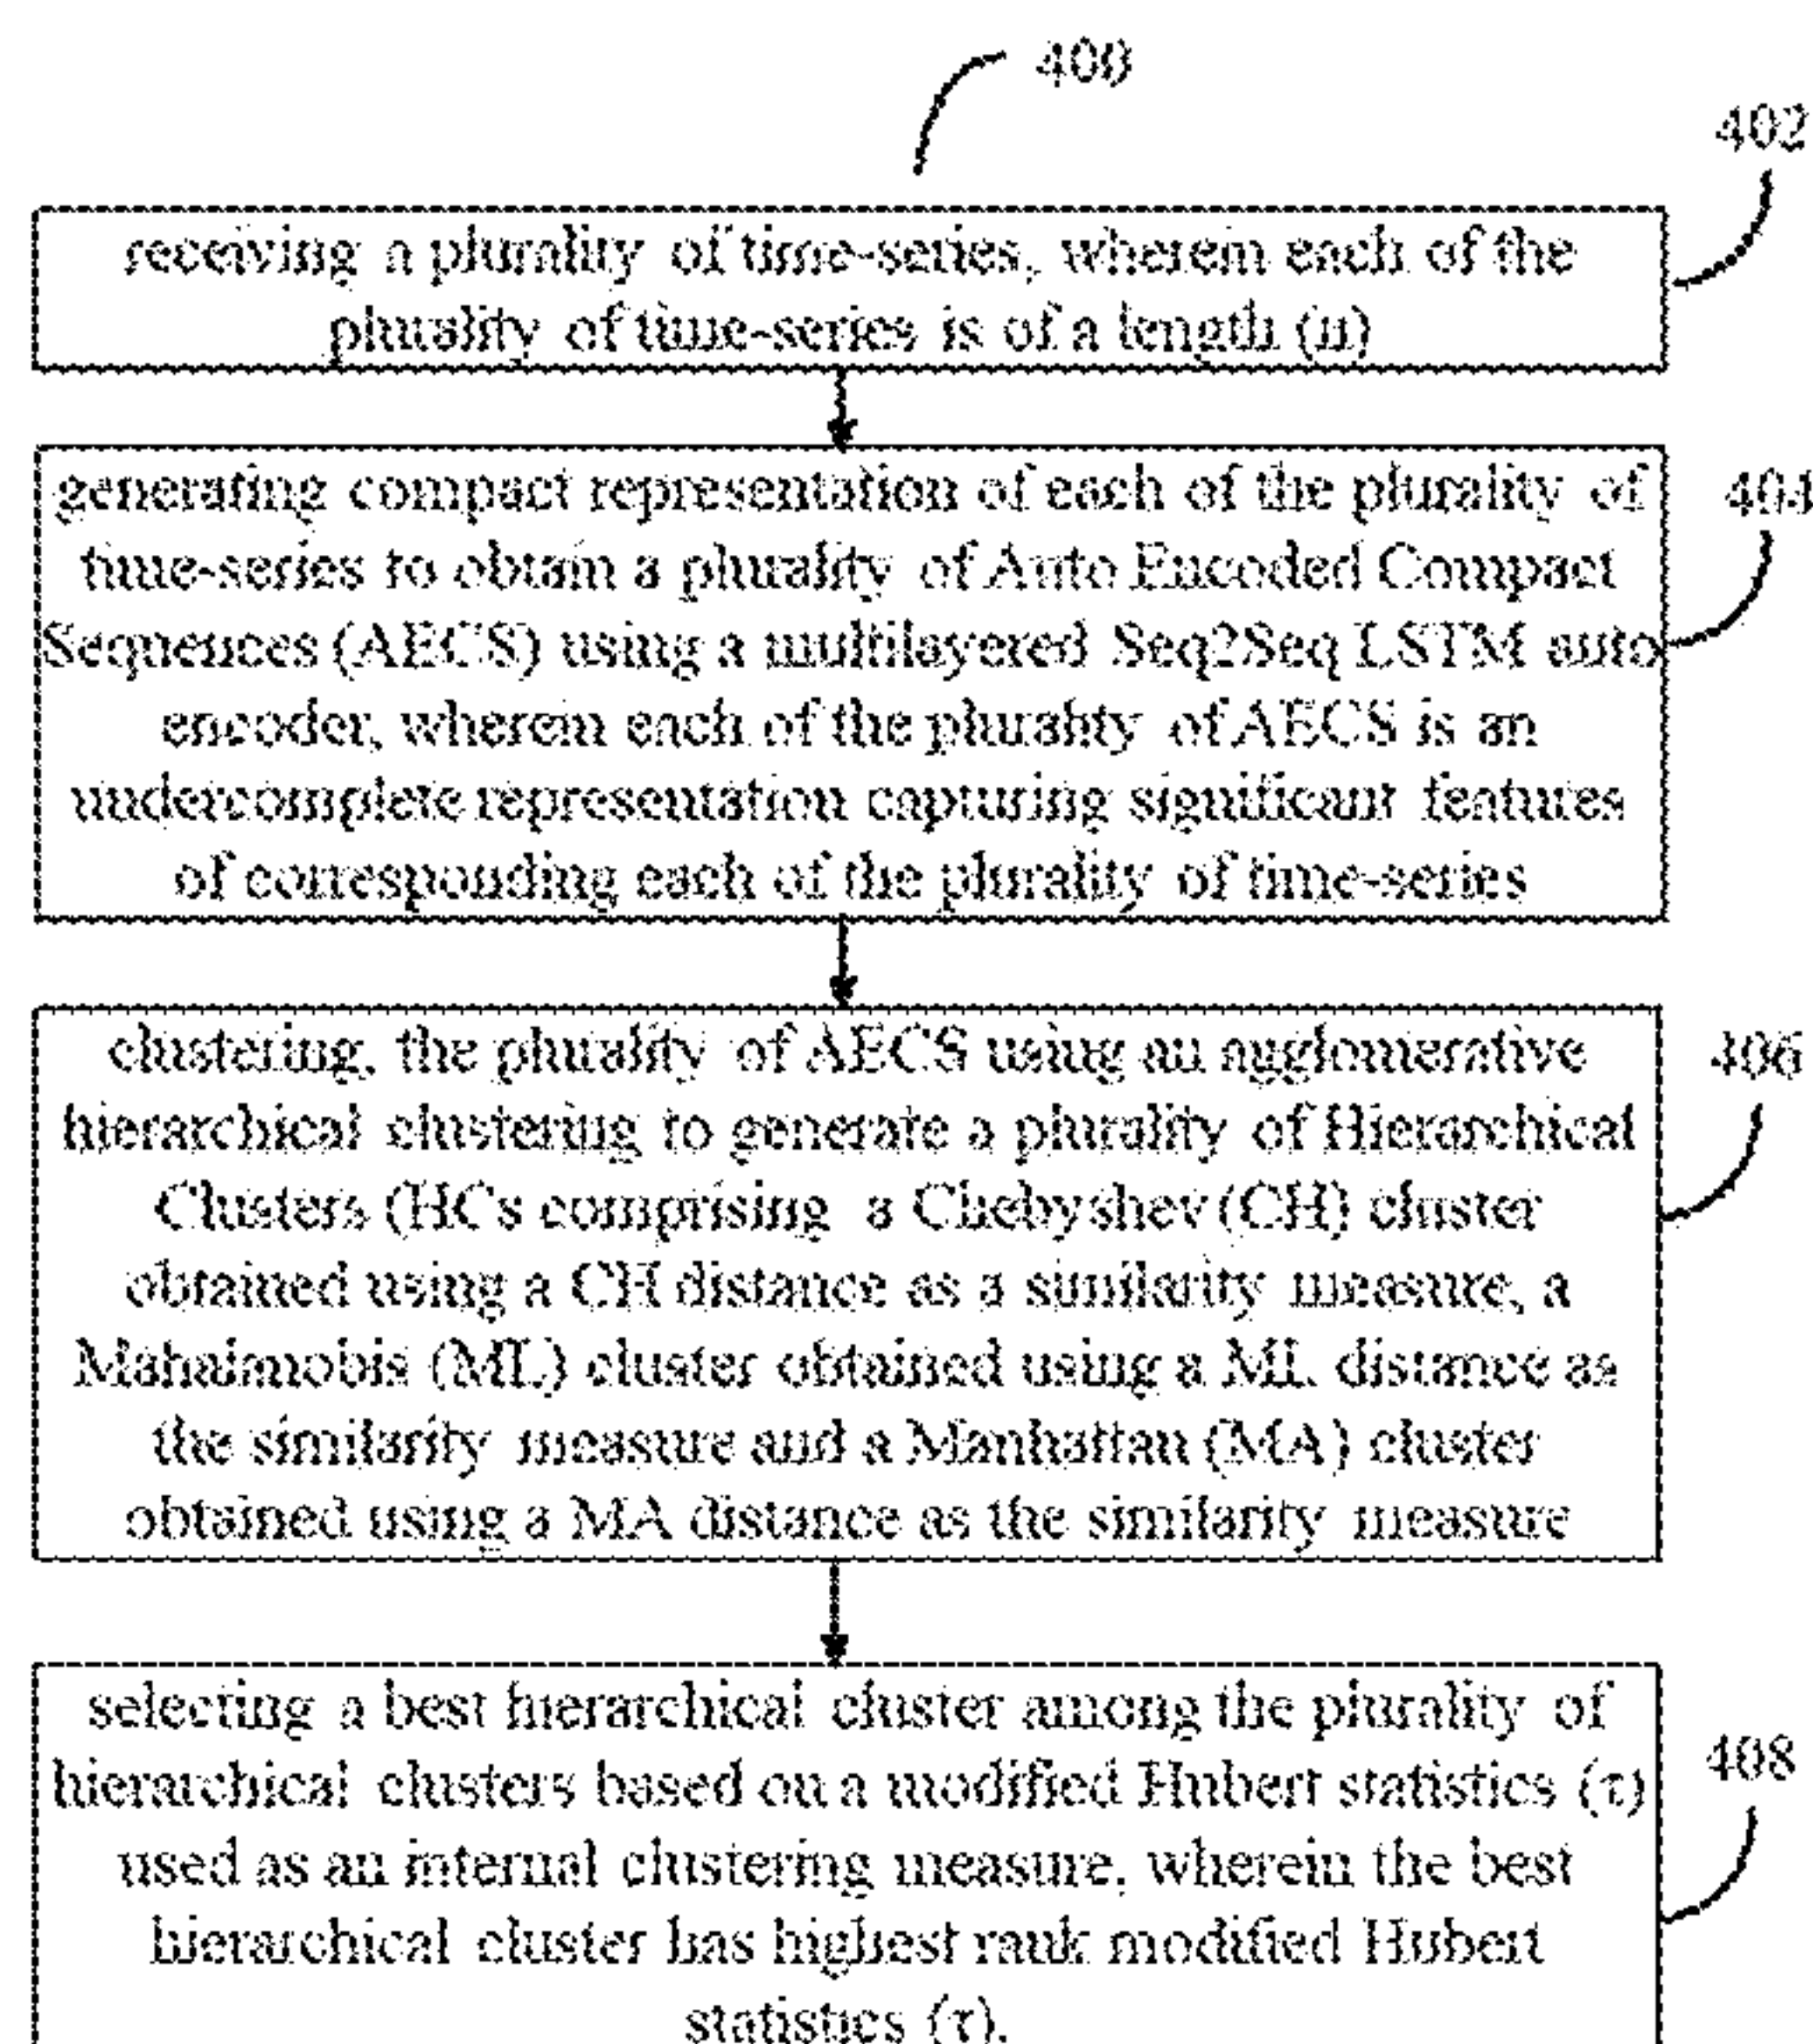 400
402
receiving a plurality of time-series, wherein each of the
plurality of time-series is of a length (n)
404
generating compact representation of each of the plurality of
time-series to obtain a plurality of Auto Encoded Compact
Sequences (AECS) using a multilayered Seq2Seq LSTM auto
encoder, wherein each of the plurality of AECS is an
undercomplete representation capturing significant features
of corresponding each of the plurality of time-series
406
clustering, the plurality of AECS using an agglomerative
hierarchical clustering to generate a plurality of Hierarchical
Clusters (HCs comprising a Chebyshev (CH) cluster
obtained using a CH distance as a similarity measure, a
Mahalanobis (ML) cluster obtained using a ML distance as
the similarity measure and a Manhattan (MA) cluster
obtained using a MA distance as the similarity measure
408
selecting a best hierarchical cluster among the plurality of
hierarchical clusters based on a modified Hubert statistics (τ)
used as an internal clustering measure, wherein the best
hierarchical cluster has highest rank modified Hubert
statistics (τ).